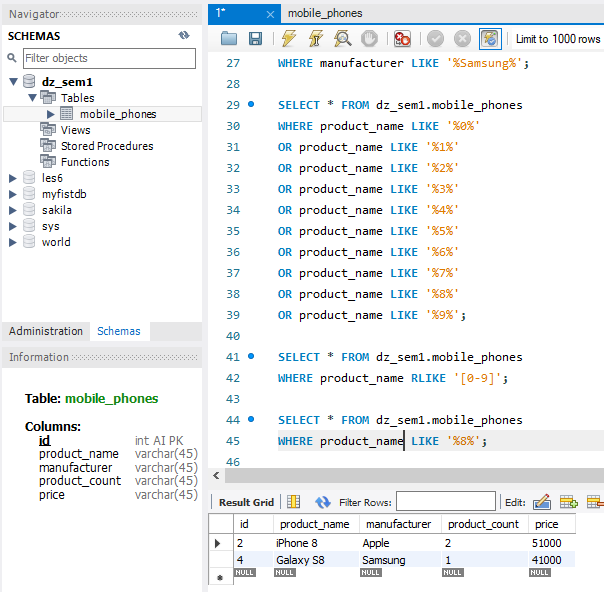 Navigator
SCHEMAS
Filter objects
dz_sem1
Tables
mobile_phones
Views
Stored Procedures
Functions
les6
myfistdb
sakila
sys
world
Administration Schemas
Information
Table: mobile_phones
Columns:
id int AI PK
product_name varchar(45)
manufacturer varchar(45)
product_count varchar(45)
price varchar(45)
1* mobile_phones
Limit to 1000 rows
27 WHERE manufacturer LIKE '%Samsung%';
28
29 SELECT * FROM dz_sem1.mobile_phones
30 WHERE product_name LIKE '%0%'
31 OR product_name LIKE '%1%'
32 OR product_name LIKE '%2%'
33 OR product_name LIKE '%3%'
34 OR product_name LIKE '%4%'
35 OR product_name LIKE '%5%'
36 OR product_name LIKE '%6%'
37 OR product_name LIKE '%7%'
38 OR product_name LIKE '%8%'
39 OR product_name LIKE '%9%';
40
41 SELECT * FROM dz_sem1.mobile_phones
42 WHERE product_name RLIKE '[0-9]';
43
44 SELECT * FROM dz_sem1.mobile_phones
45 WHERE product_name LIKE '%8%';
46
Result Grid Filter Rows: Edit:
id product_name manufacturer product_count price
2 iPhone 8 Apple 2 51000
4 Galaxy S8 Samsung 1 41000
NULL NULL NULL NULL NULL